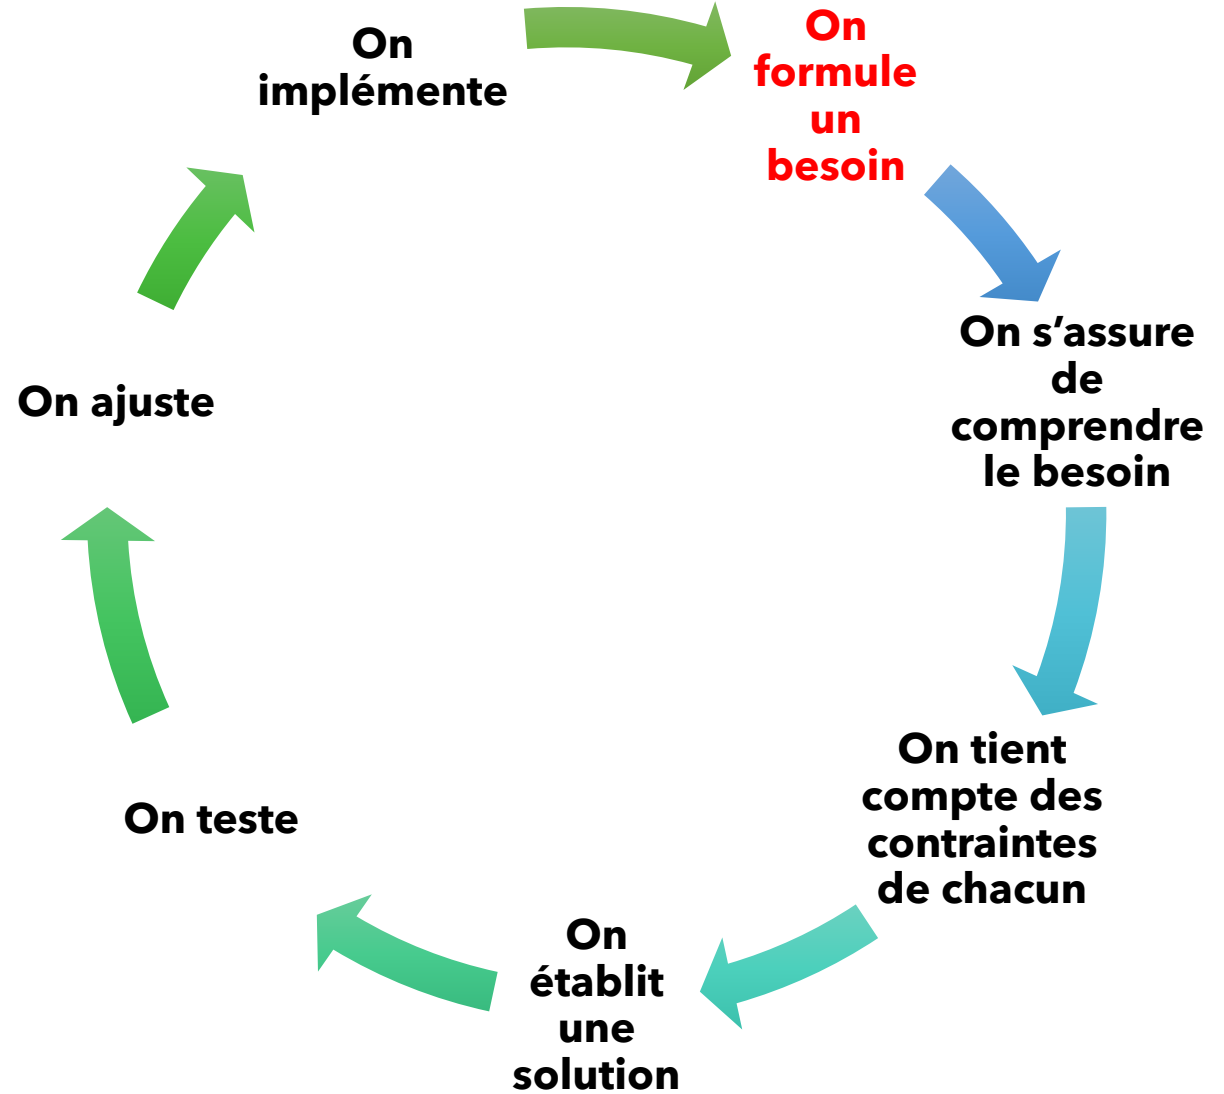 On
formule
un
besoin
On s’assure
de
comprendre
le besoin
On tient
compte des
contraintes
de chacun
On
établit
une
solution
On teste
On ajuste
On
implémente